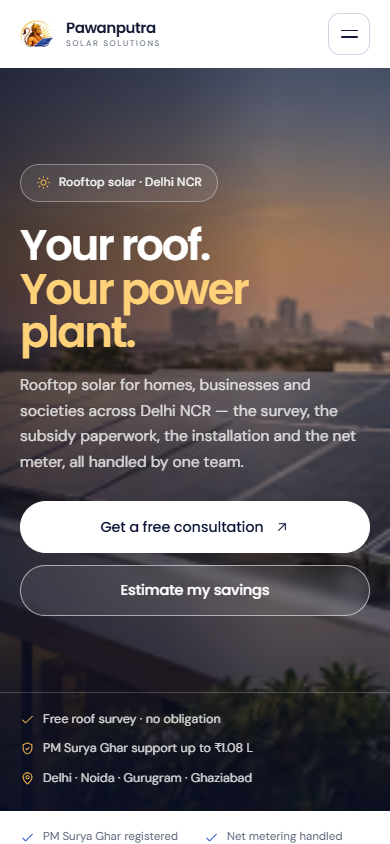 Pawanputra
SOLAR SOLUTIONS
Rooftop solar · Delhi NCR
Your roof.
Your power
plant.
Rooftop solar for homes, businesses and
societies across Delhi NCR — the survey, the
subsidy paperwork, the installation and the net
meter, all handled by one team.
Get a free consultation
Estimate my savings
Free roof survey · no obligation
PM Surya Ghar support up to ₹1.08 L
Delhi · Noida · Gurugram · Ghaziabad
PM Surya Ghar registered
Net metering handled